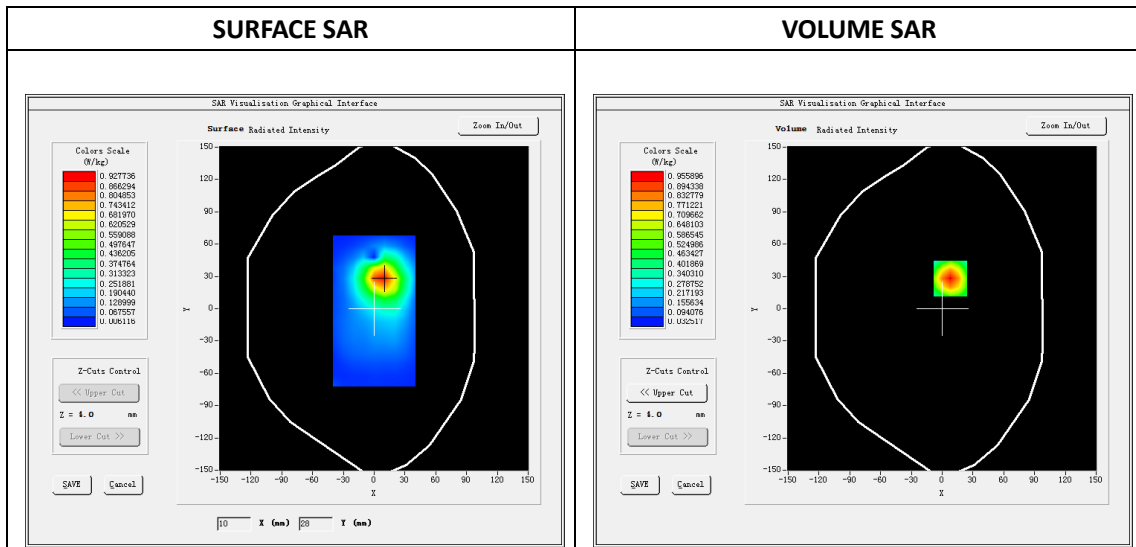 SURFACE SAR
VOLUME SAR
SAR Visualisation Graphical Interface
Surface Radiated Intensity
Zoom In/Out
Colors Scale
(W/kg)
0.927736
0.866294
0.804853
0.743412
0.681970
0.620529
0.559088
0.497647
0.436205
0.374764
0.313323
0.251881
0.190440
0.128999
0.067557
0.006116
Z-Cuts Control
<< Upper Cut
Z = 4.0 mm
Lower Cut >>
SAVE
Cancel
150
120
90
60
30
0
-30
-60
-90
-120
-150
Y
-150 -120 -90 -60 -30 0 30 60 90 120 150
X
10 X (mm) 28 Y (mm)
SAR Visualisation Graphical Interface
Volume Radiated Intensity
Zoom In/Out
Colors Scale
(W/kg)
0.955896
0.894338
0.832779
0.771221
0.709662
0.648103
0.586545
0.524986
0.463427
0.401869
0.340310
0.278752
0.217193
0.155634
0.094076
0.032517
Z-Cuts Control
<< Upper Cut
Z = 4.0 mm
Lower Cut >>
SAVE
Cancel
150
120
90
60
30
0
-30
-60
-90
-120
-150
Y
-150 -120 -90 -60 -30 0 30 60 90 120 150
X